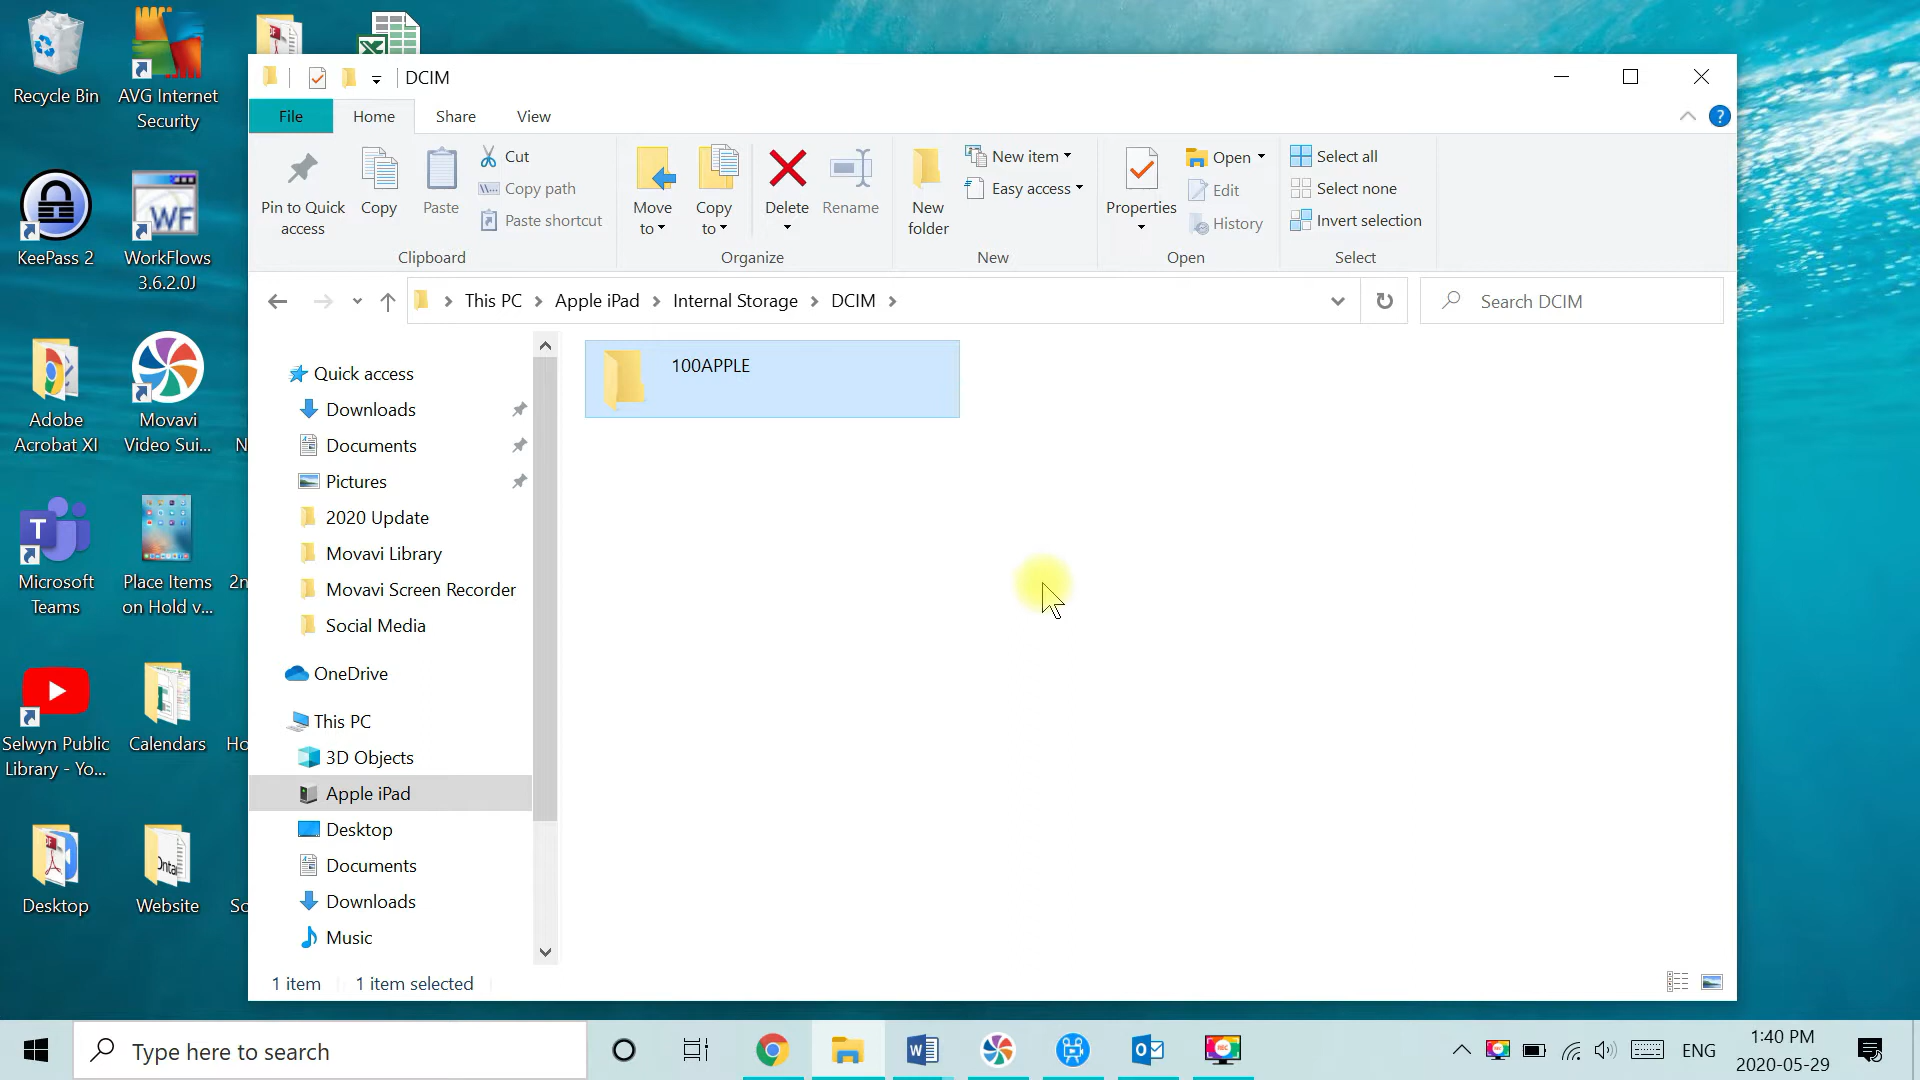 Recycle Bin
AVG Internet
Security
KeePass 2
WorkFlows
3.6.2.0J
Adobe
Acrobat XI
Movavi
Video Sui...
N
Microsoft
Teams
Place Items
on Hold v...
2n
Selwyn Public
Library - Yo...
Calendars
Ho
Desktop
Website
Sc
DCIM
File
Home
Share
View
Pin to Quick
access
Copy
Paste
Cut
Copy path
Paste shortcut
Clipboard
Move
to
Copy
to
Delete
Rename
Organize
New
folder
New item
Easy access
New
Properties
Open
Edit
History
Open
Select all
Select none
Invert selection
Select
This PC > Apple iPad > Internal Storage > DCIM >
Search DCIM
Quick access
Downloads
Documents
Pictures
2020 Update
Movavi Library
Movavi Screen Recorder
Social Media
OneDrive
This PC
3D Objects
Apple iPad
Desktop
Documents
Downloads
Music
100APPLE
1 item
1 item selected
Type here to search
ENG
1:40 PM
2020-05-29